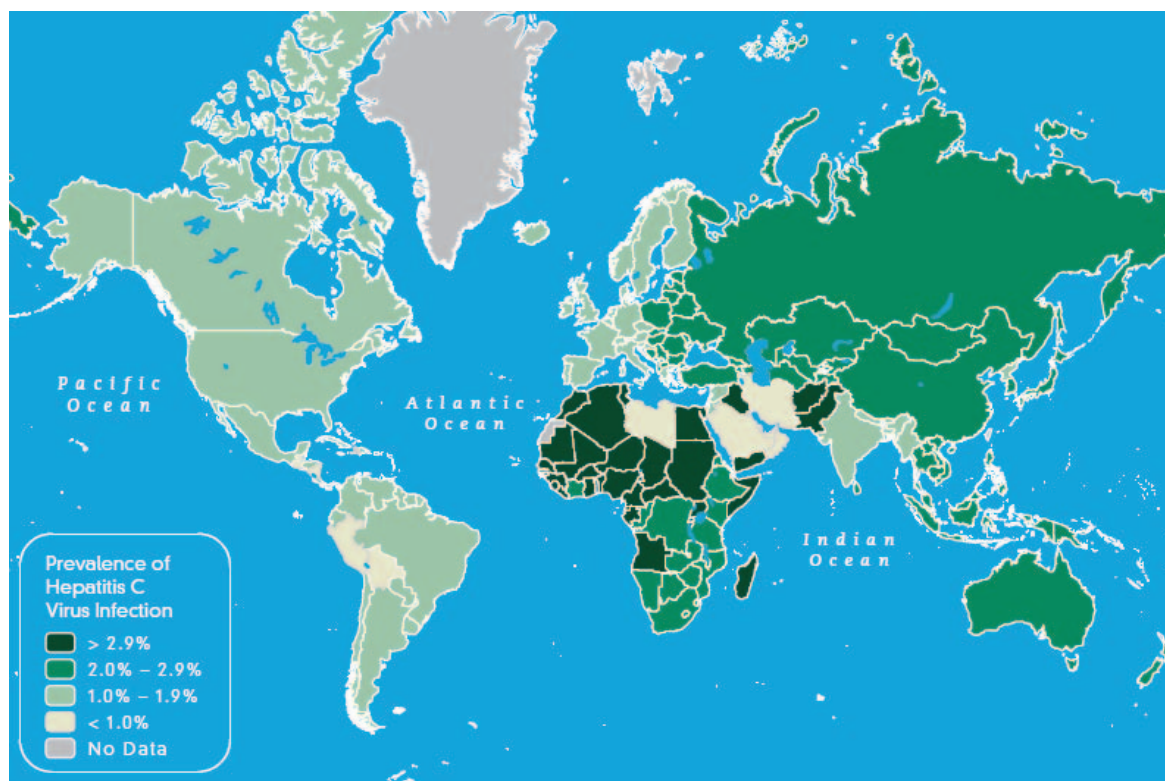 Pacific
Ocean
Atlantic
Ocean
Indian
Ocean
Prevalence of
Hepatitis C
Virus Infection
> 2.9%
2.0% – 2.9%
1.0% – 1.9%
< 1.0%
No Data